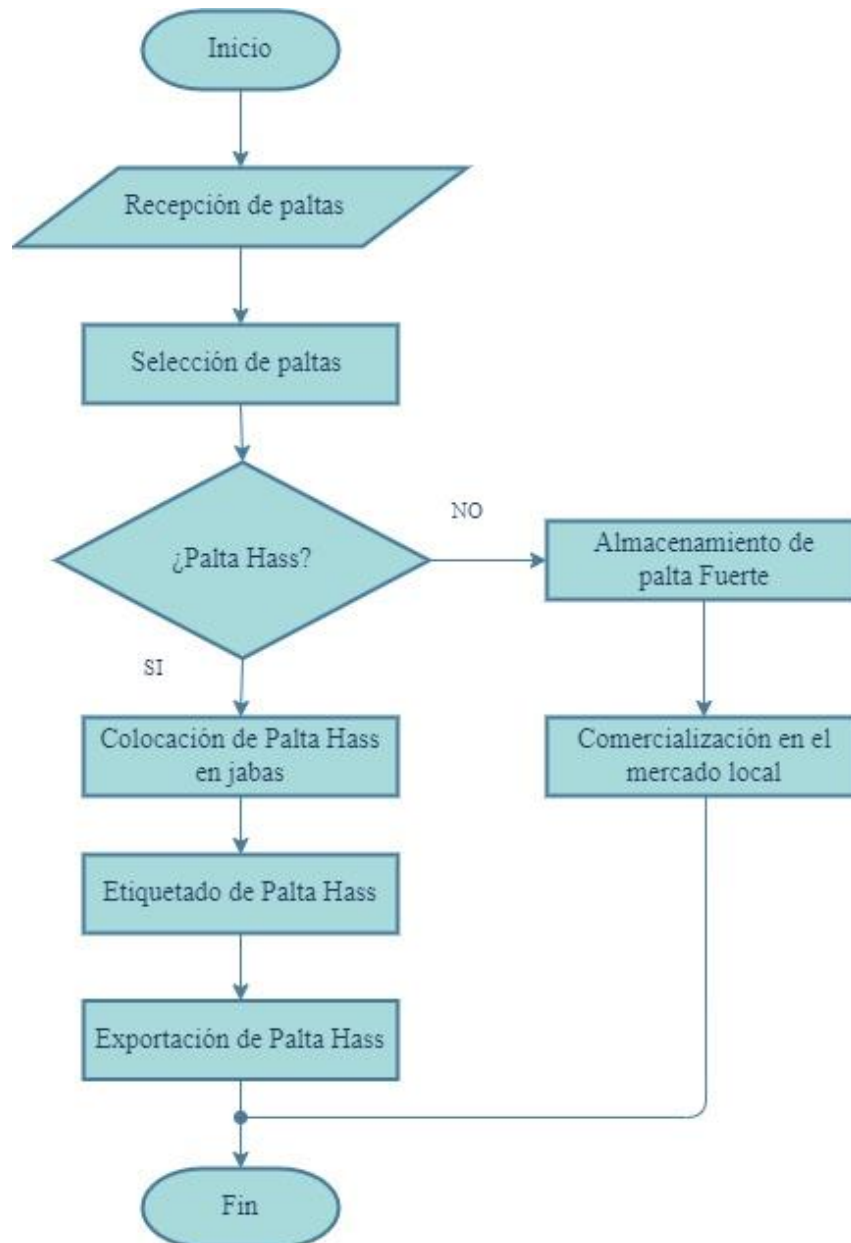 Inicio
Recepción de paltas
Selección de paltas
¿Palta Hass?
NO
Almacenamiento de
palta Fuerte
SI
Colocación de Palta Hass
en jabas
Comercialización en el
mercado local
Etiquetado de Palta Hass
Exportación de Palta Hass
Fin